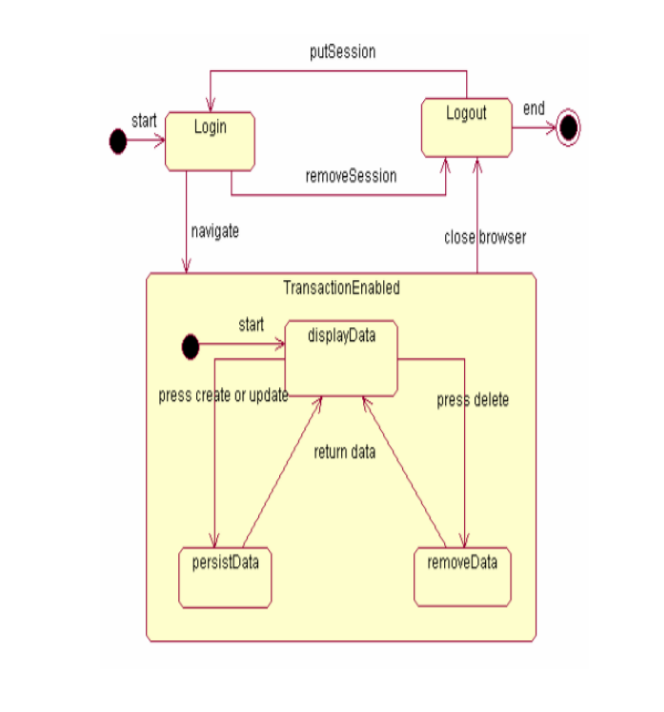 putSession
start
Login
Logout
end
removeSession
navigate
close browser
TransactionEnabled
start
displayData
press create or update
press delete
return data
persistData
removeData